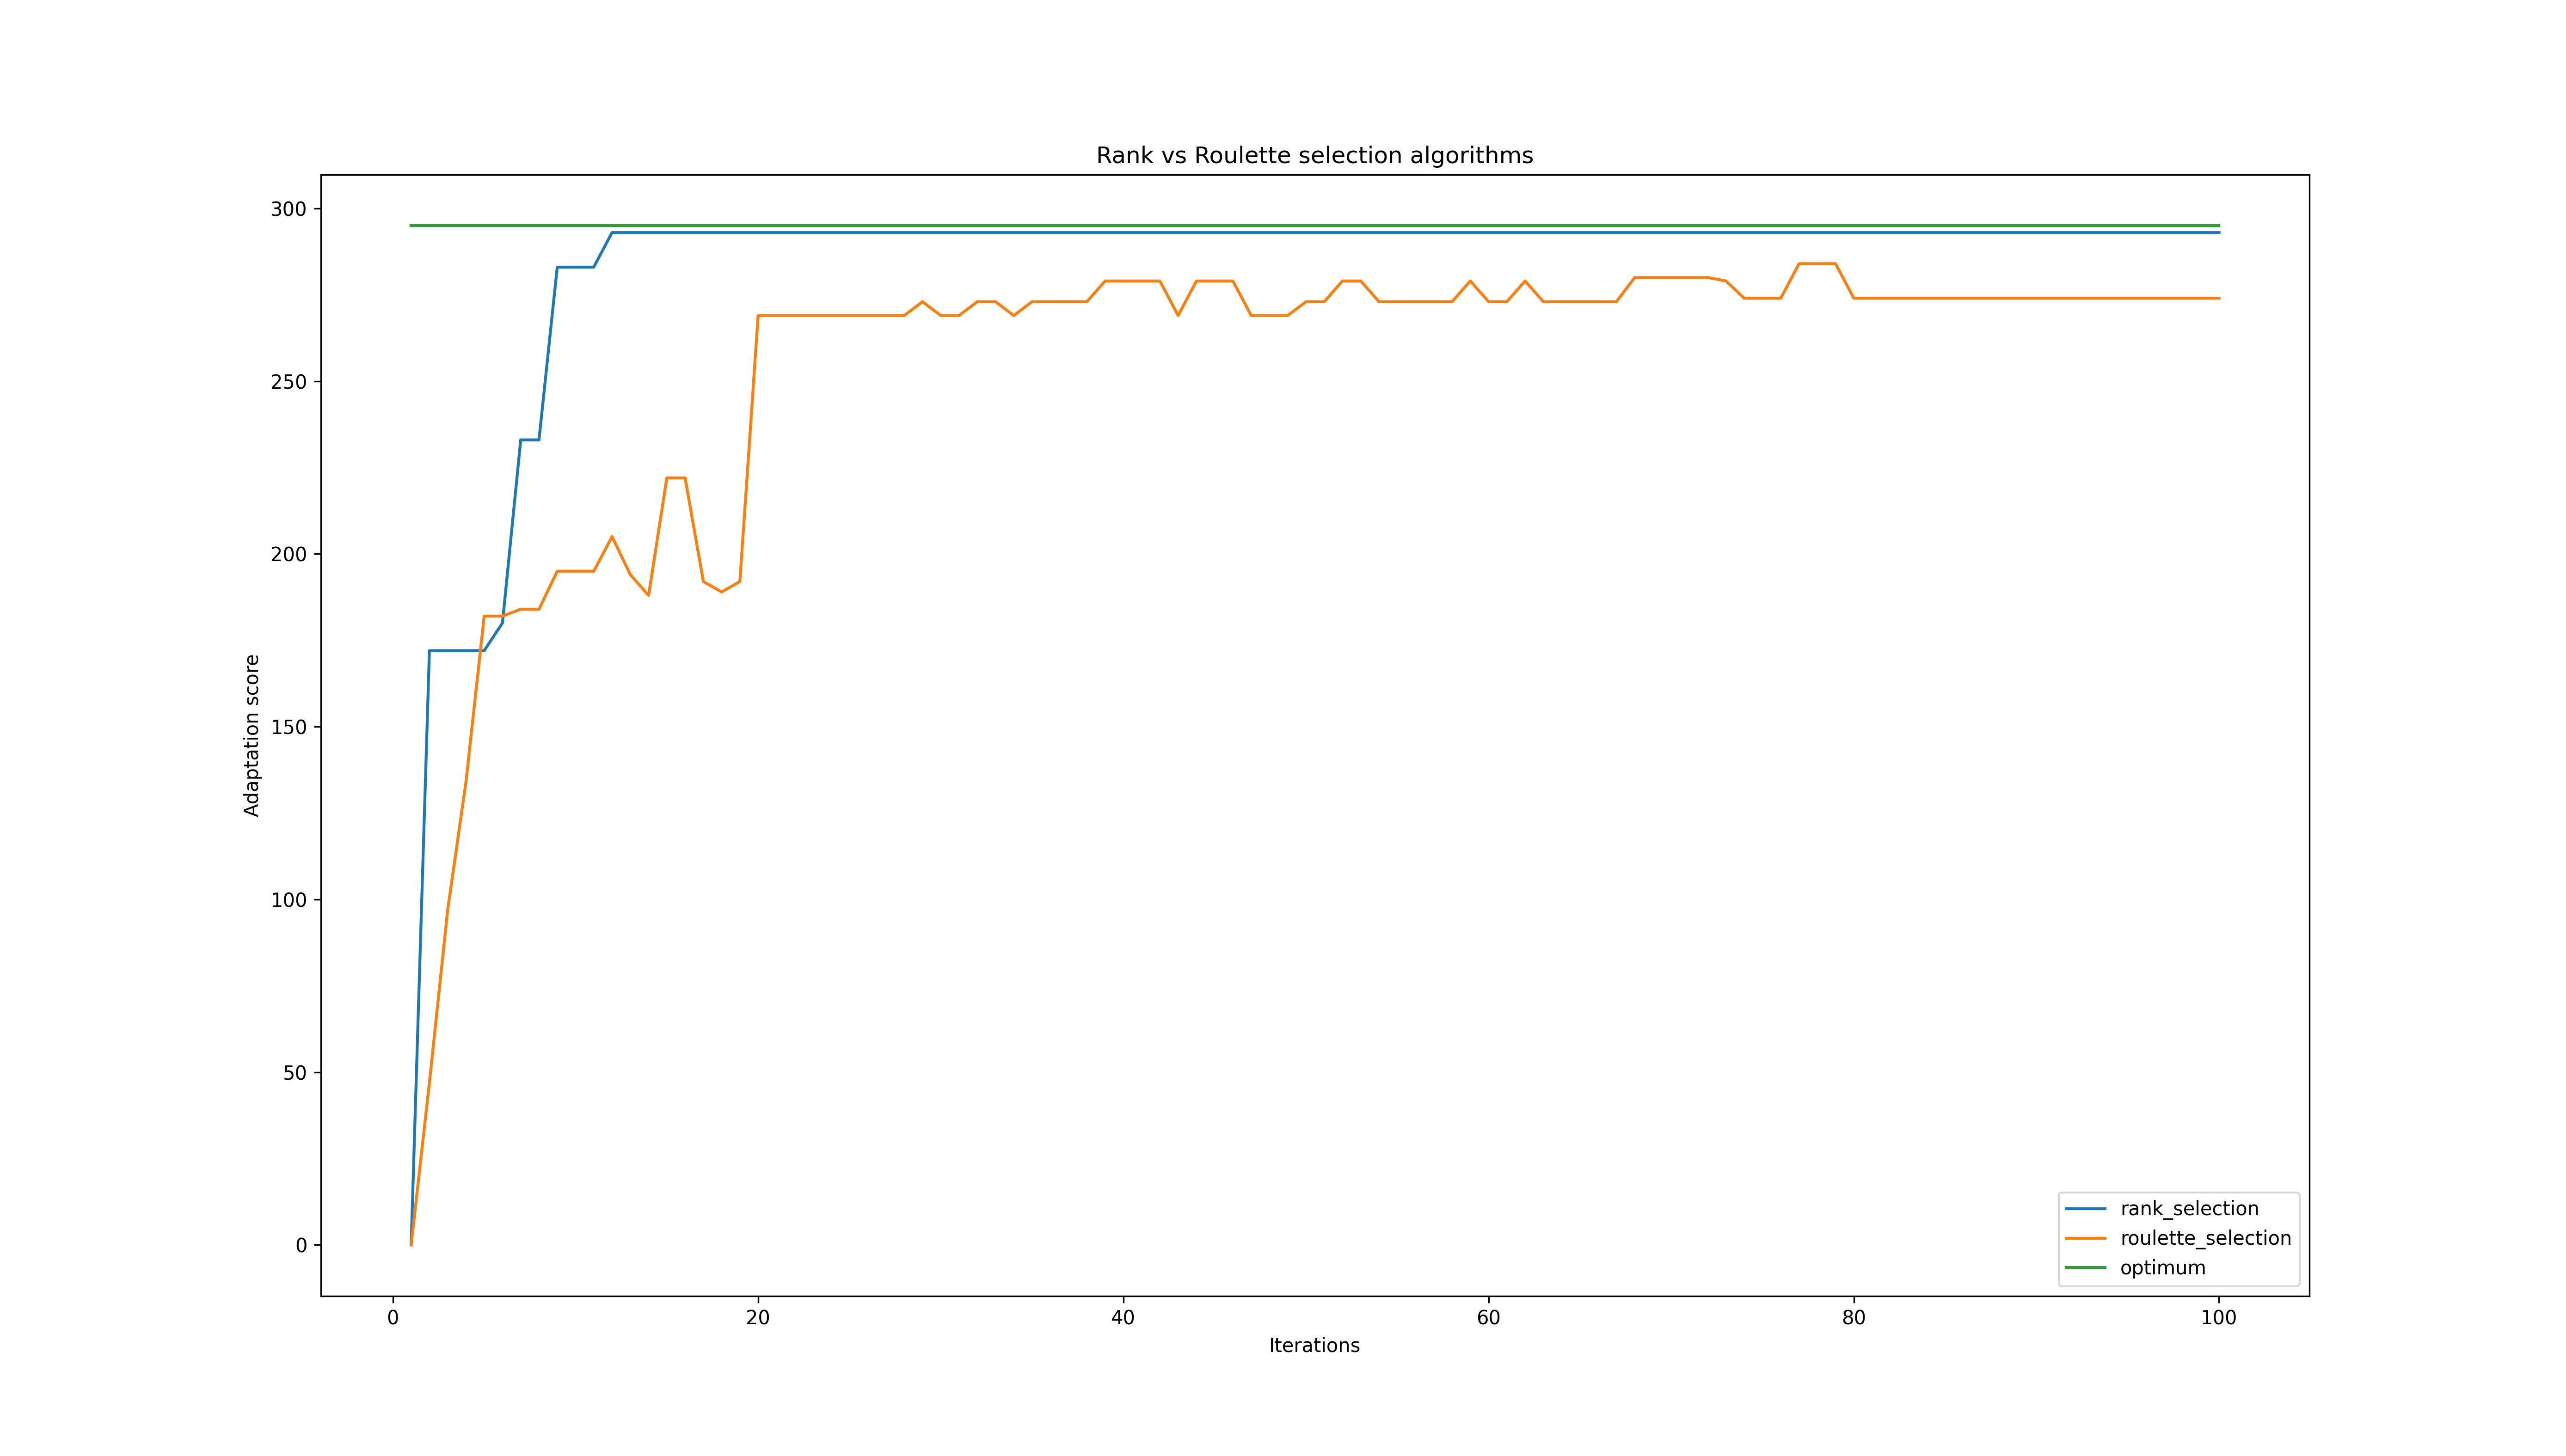 Rank vs Roulette selection algorithms
300
250
200
150
100
50
0
Adaptation score
0 20 40 60 80 100
Iterations
rank_selection
roulette_selection
optimum